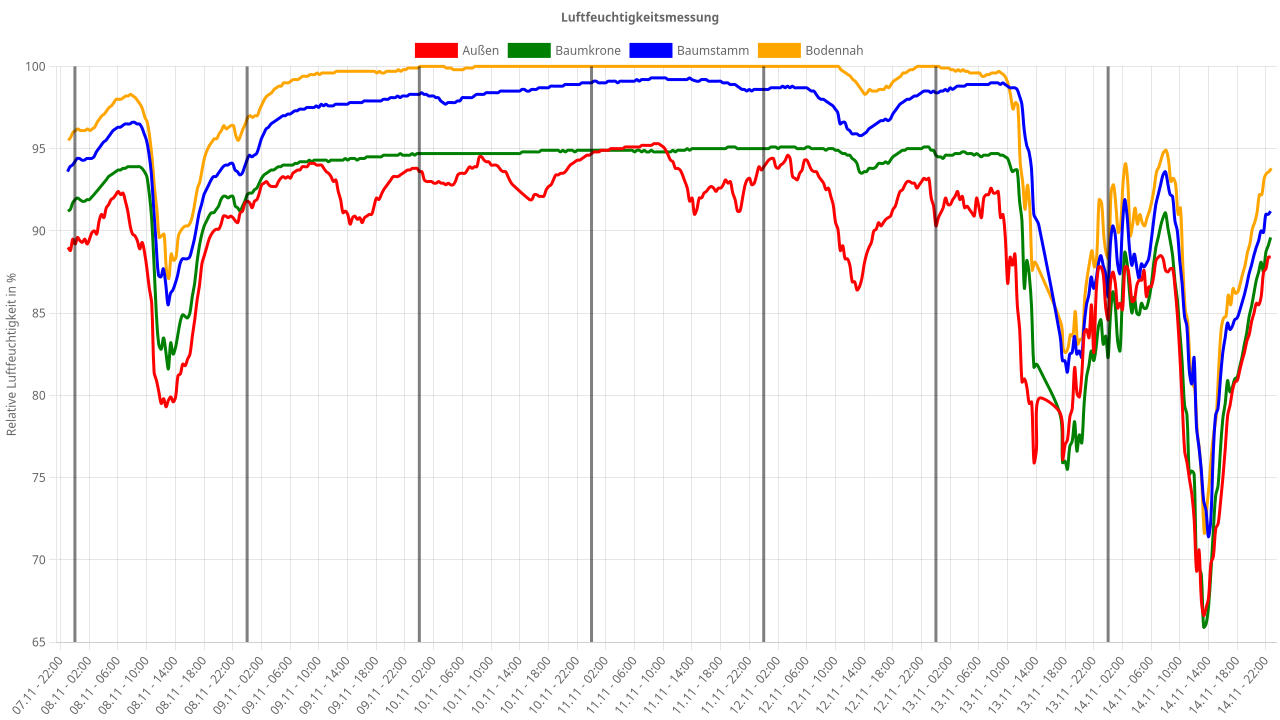 Luftfeuchtigkeitsmessung
Außen Baumkrone Baumstamm Bodennah
Relative Luftfeuchtigkeit in %
100
95
90
85
80
75
70
65
07.11 - 22:00
08.11 - 02:00
08.11 - 06:00
08.11 - 10:00
08.11 - 14:00
08.11 - 18:00
08.11 - 22:00
09.11 - 02:00
09.11 - 06:00
09.11 - 10:00
09.11 - 14:00
09.11 - 18:00
09.11 - 22:00
10.11 - 02:00
10.11 - 06:00
10.11 - 10:00
10.11 - 14:00
10.11 - 18:00
10.11 - 22:00
11.11 - 02:00
11.11 - 06:00
11.11 - 10:00
11.11 - 14:00
11.11 - 18:00
11.11 - 22:00
12.11 - 02:00
12.11 - 06:00
12.11 - 10:00
12.11 - 14:00
12.11 - 18:00
12.11 - 22:00
13.11 - 02:00
13.11 - 06:00
13.11 - 10:00
13.11 - 14:00
13.11 - 18:00
13.11 - 22:00
14.11 - 02:00
14.11 - 06:00
14.11 - 10:00
14.11 - 14:00
14.11 - 18:00
14.11 - 22:00